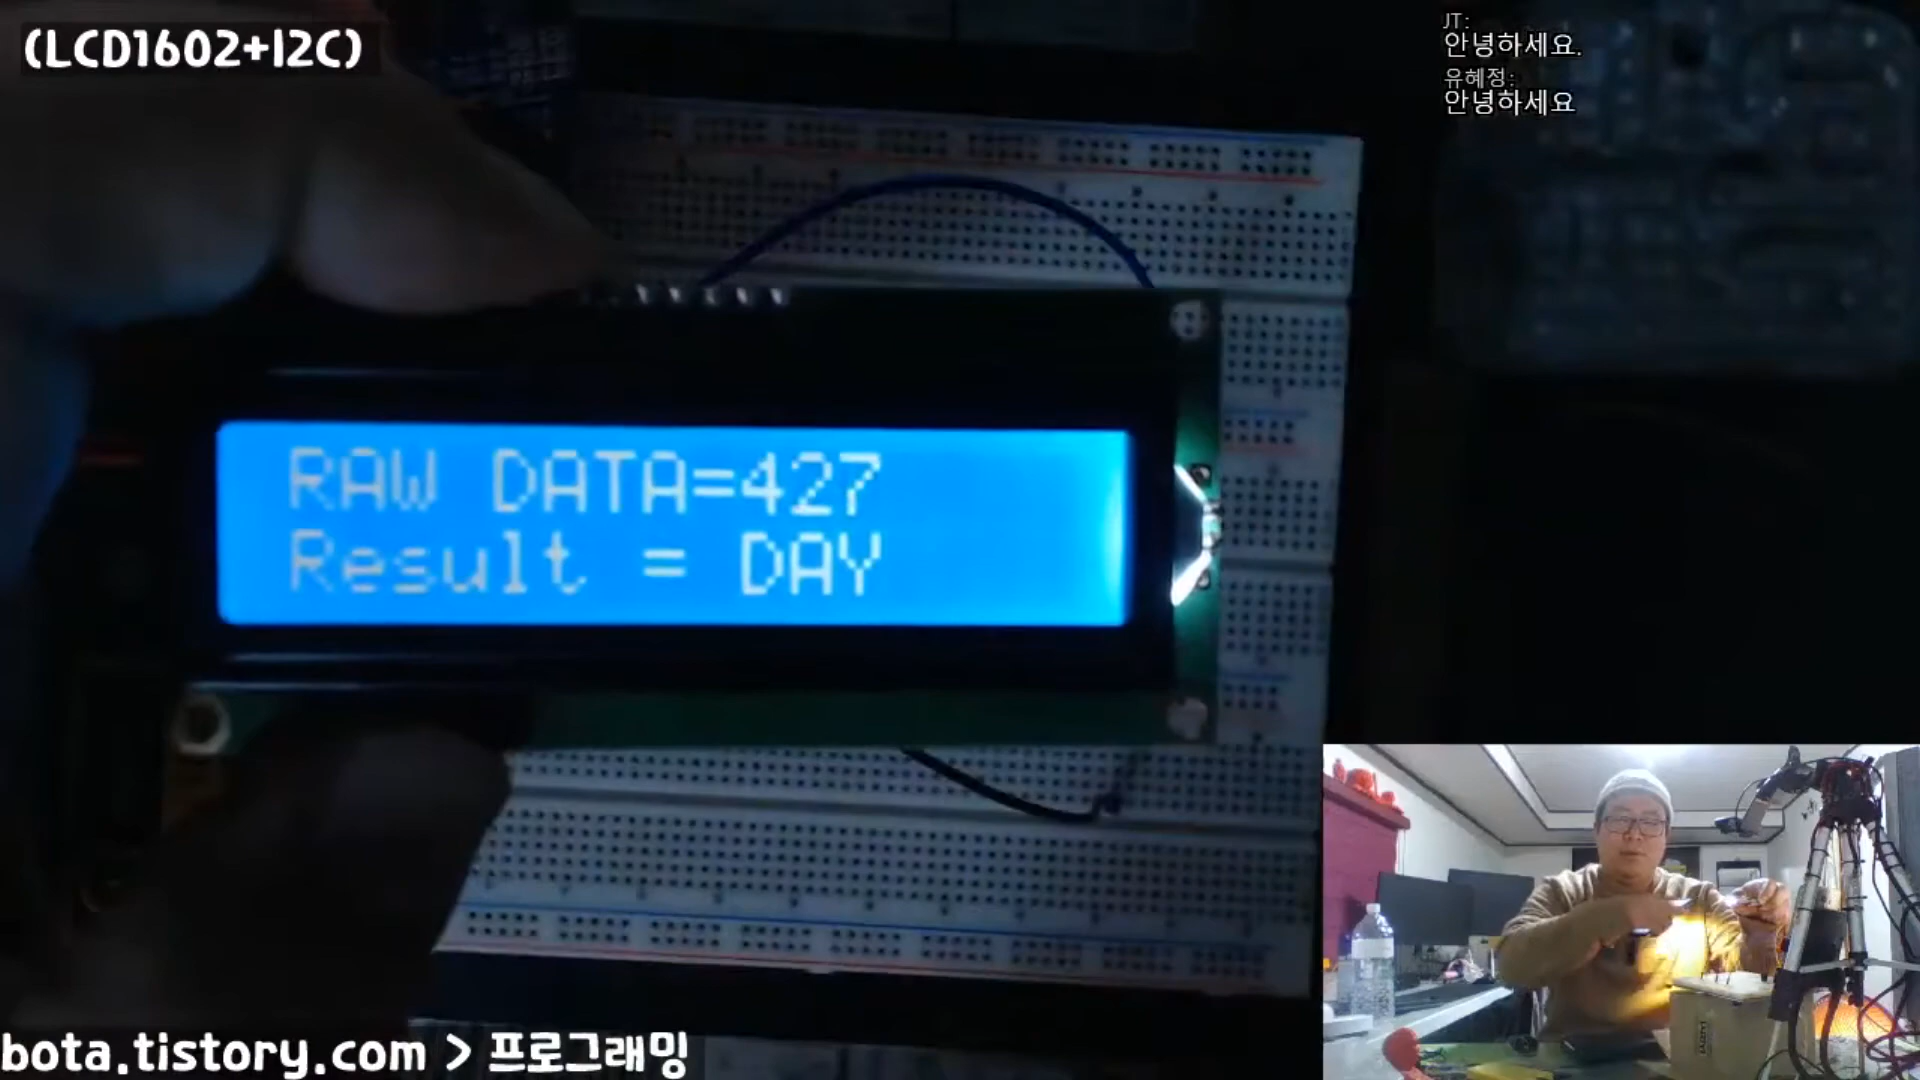 (LCD1602+I2C)
JT:
안녕하세요.
유혜정:
안녕하세요
RAW DATA=427
Result = DAY
bota.tistory.com > 프로그래밍